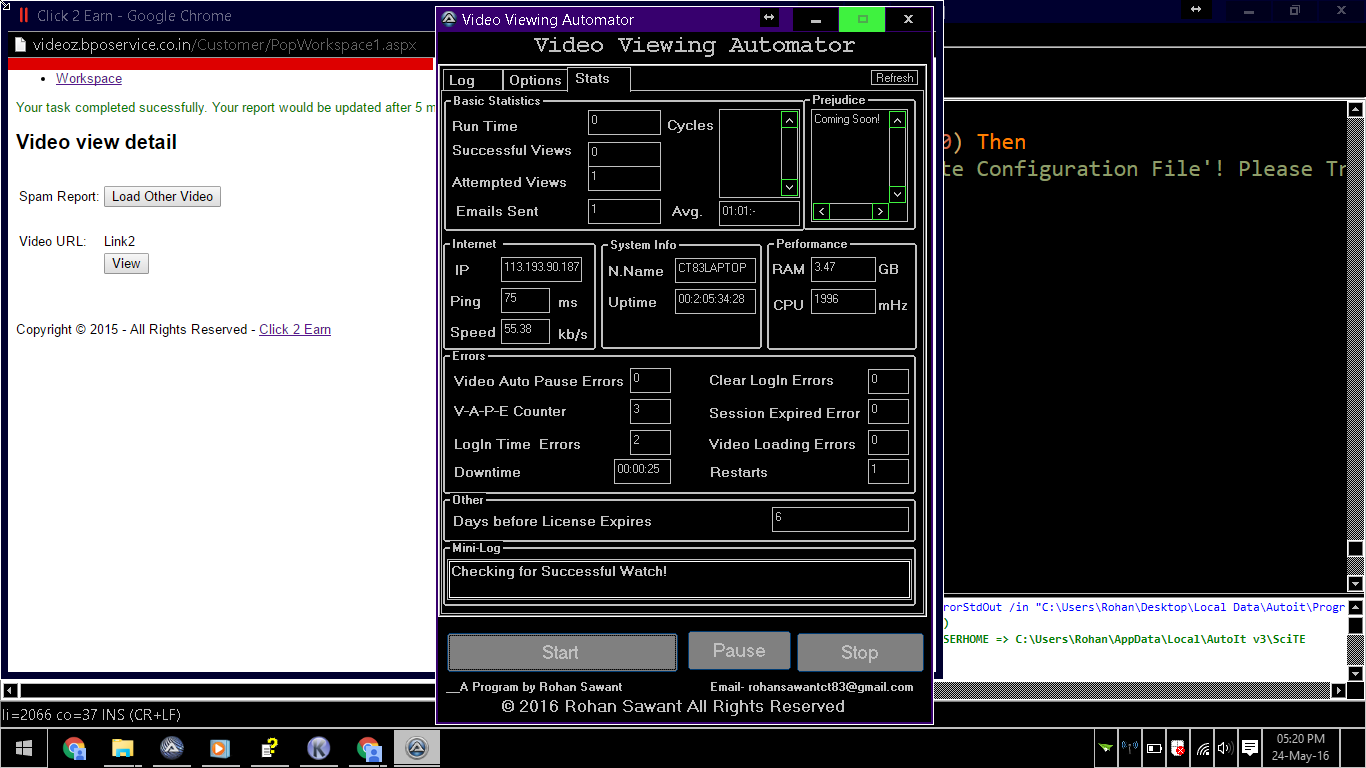 Click 2 Earn - Google Chrome
videoz.bposervice.co.in/Customer/PopWorkspace1.aspx
Workspace
Your task completed sucessfully. Your report would be updated after 5 m
Video view detail
Spam Report: Load Other Video
Video URL: Link2
View
Copyright © 2015 - All Rights Reserved - Click 2 Earn
Video Viewing Automator
Video Viewing Automator
Log Options Stats Refresh
Basic Statistics
Run Time 0 Cycles
Successful Views 0
Attempted Views 1
Emails Sent 1 Avg. 01:01:-
Prejudice
Coming Soon!
Internet
IP 113.193.90.187
Ping 75 ms
Speed 55.38 kb/s
System Info
N.Name CT83LAPTOP
Uptime 00:2:05:34:28
Performance
RAM 3.47 GB
CPU 1996 mHz
Errors
Video Auto Pause Errors 0 Clear LogIn Errors 0
V-A-P-E Counter 3 Session Expired Error 0
LogIn Time Errors 2 Video Loading Errors 0
Downtime 00:00:25 Restarts 1
Other
Days before License Expires 6
Mini-Log
Checking for Successful Watch!
Start Pause Stop
__A Program by Rohan Sawant Email- rohansawantct83@gmail.com
© 2016 Rohan Sawant All Rights Reserved
0) Then
te Configuration File'! Please Tr
rorStdOut /in "C:\Users\Rohan\Desktop\Local Data\Autoit\Progr
)
SERHOME => C:\Users\Rohan\AppData\Local\AutoIt v3\SciTE
li=2066 co=37 INS (CR+LF)
05:20 PM
24-May-16